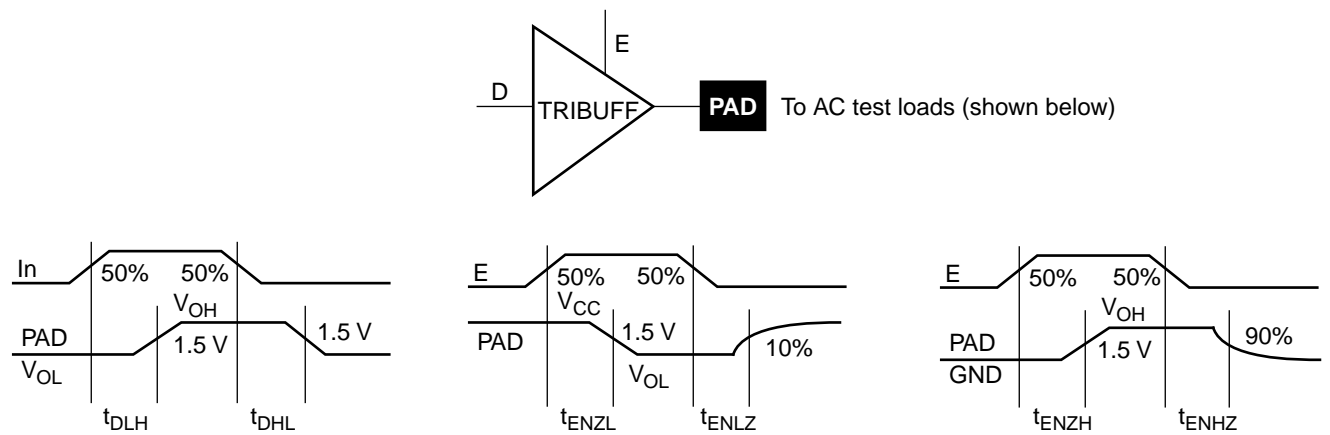 E
D
TRIBUFF
PAD
To AC test loads (shown below)
In
50%
50%
VOH
PAD
1.5 V
1.5 V
VOL
tDLH
tDHL
E
50%
50%
VCC
PAD
1.5 V
10%
VOL
tENZL
tENLZ
E
50%
50%
VOH
PAD
1.5 V
90%
GND
tENZH
tENHZ